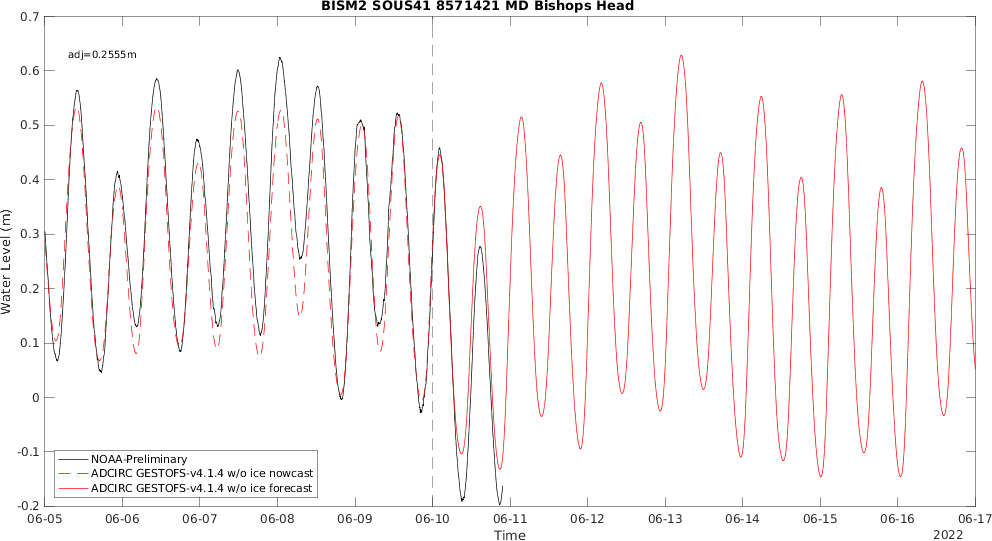 BISM2 SOUS41 8571421 MD Bishops Head
adj=0.2555m
0.7
0.6
0.5
0.4
0.3
0.2
0.1
0
-0.1
-0.2
Water Level (m)
NOAA-Preliminary
ADCIRC GESTOFS-v4.1.4 w/o ice nowcast
ADCIRC GESTOFS-v4.1.4 w/o ice forecast
06-05 06-06 06-07 06-08 06-09 06-10 06-11 06-12 06-13 06-14 06-15 06-16 06-17
Time
2022